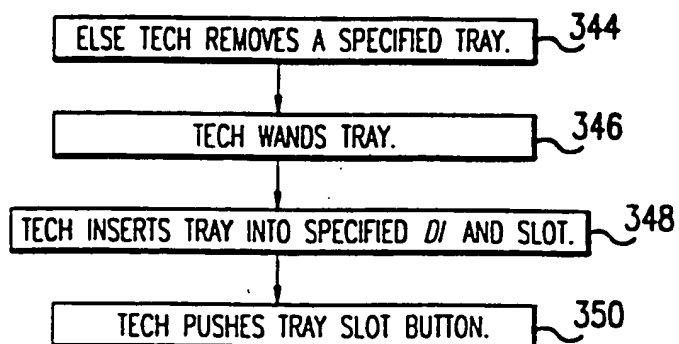 ELSE TECH REMOVES A SPECIFIED TRAY. 344
TECH WANDS TRAY. 346
TECH INSERTS TRAY INTO SPECIFIED DI AND SLOT. 348
TECH PUSHES TRAY SLOT BUTTON. 350